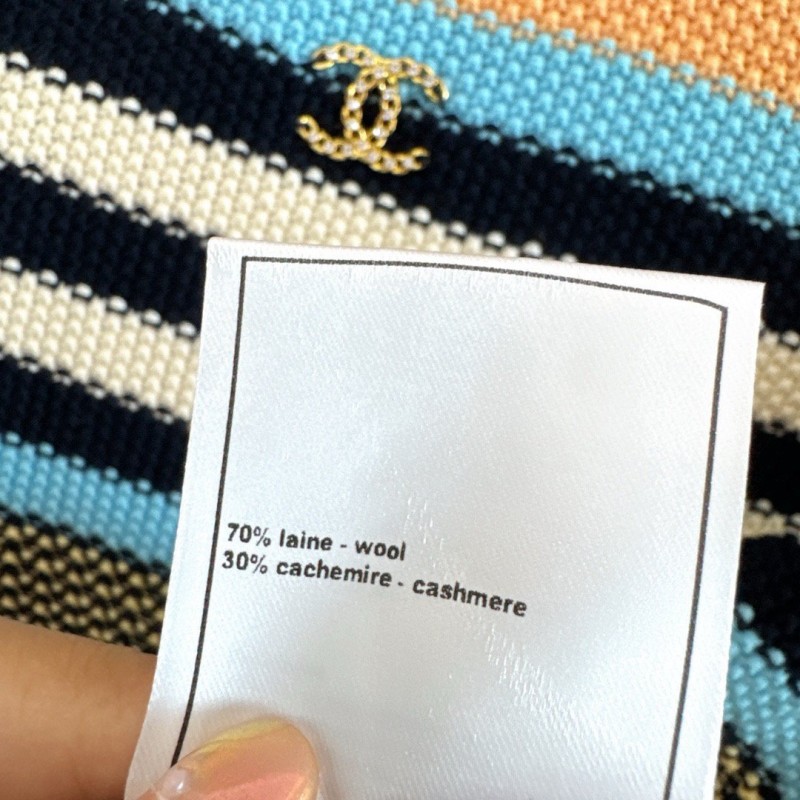 70% laine - wool
30% cachemire - cashmere